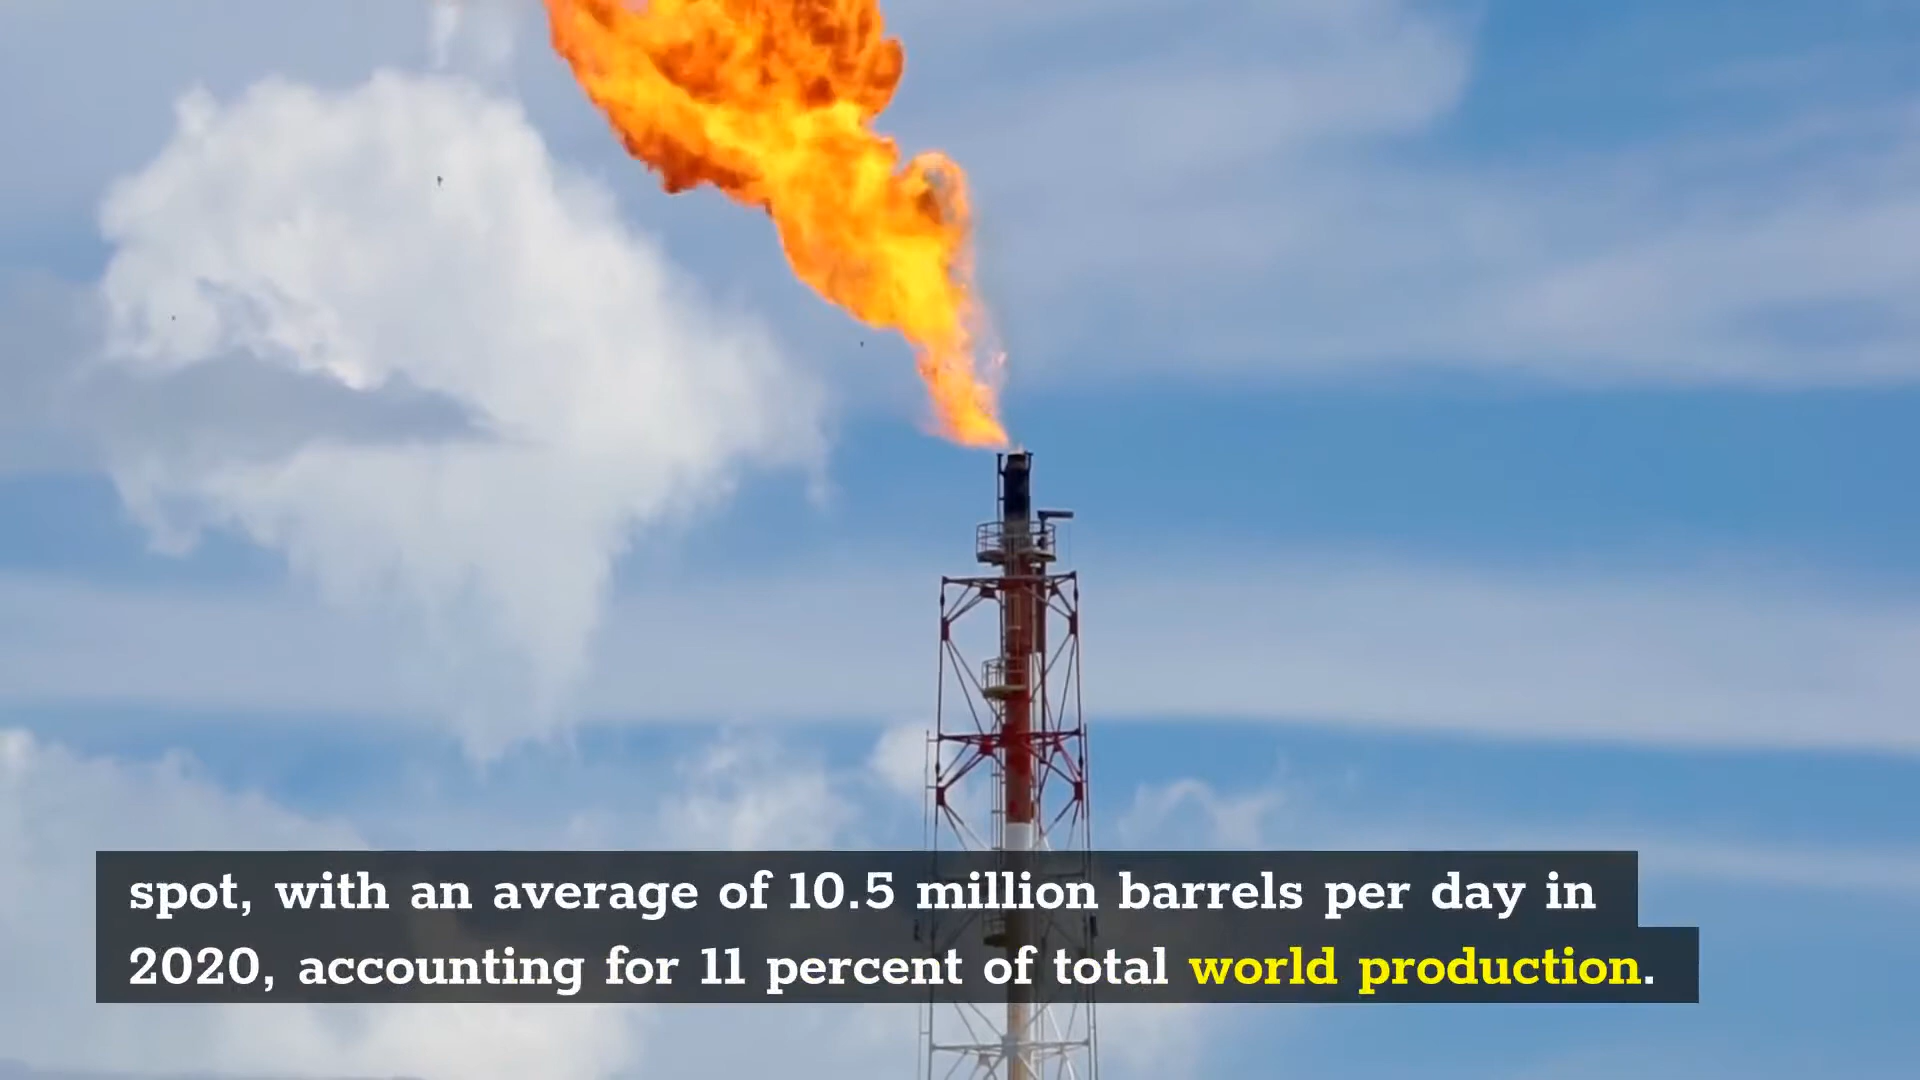 spot, with an average of 10.5 million barrels per day in
2020, accounting for 11 percent of total world production.